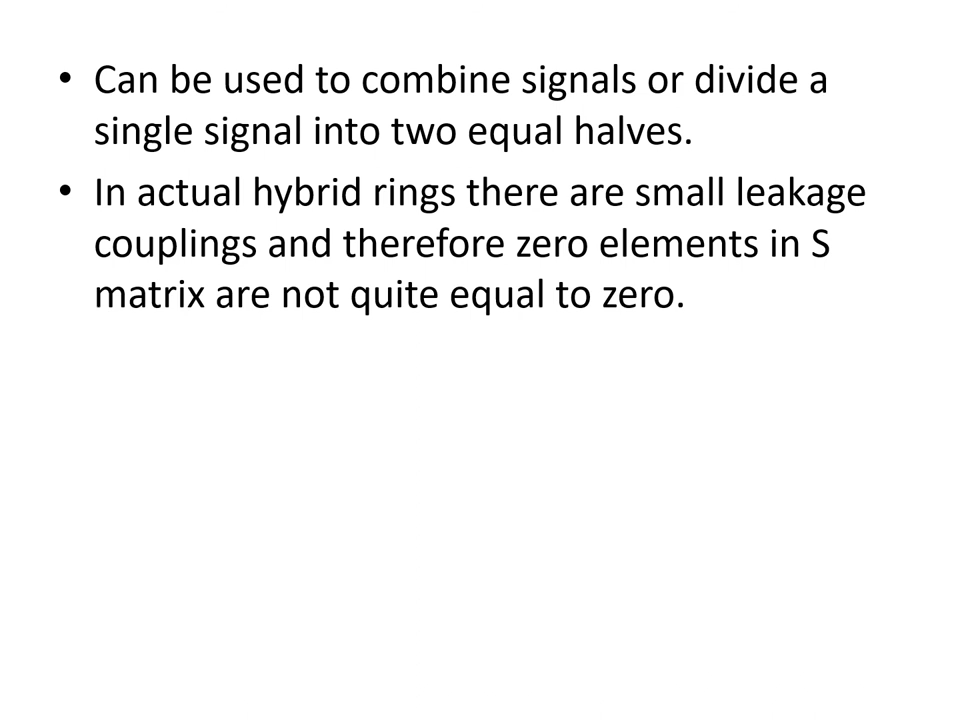 • Can be used to combine signals or divide a
single signal into two equal halves.
• In actual hybrid rings there are small leakage
couplings and therefore zero elements in S
matrix are not quite equal to zero.